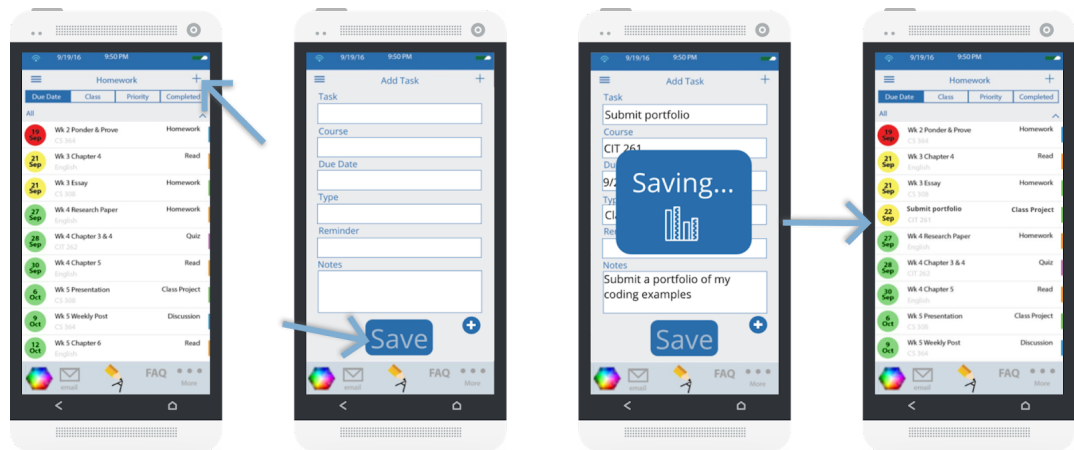 9/19/16 9:50 PM
Homework
Due Date Class Priority Completed
All
19 Sep Wk 2 Ponder & Prove Homework
CS 364
21 Sep Wk 3 Chapter 4 Read
English
21 Sep Wk 3 Essay Homework
CS 308
27 Sep Wk 4 Research Paper Homework
English
28 Sep Wk 4 Chapter 3 & 4 Quiz
CIT 262
30 Sep Wk 4 Chapter 5 Read
English
6 Oct Wk 5 Presentation Class Project
CS 308
9 Oct Wk 5 Weekly Post Discussion
CS 364
12 Oct Wk 5 Chapter 6 Read
English
email FAQ More
9/19/16 9:50 PM
Add Task
Task
Course
Due Date
Type
Reminder
Notes
Save
email FAQ More
9/19/16 9:50 PM
Add Task
Task
Submit portfolio
Course
CIT 261
Du
9/2
Saving...
Typ
Cl
Re
Notes
Submit a portfolio of my
coding examples
Save
email FAQ More
9/19/16 9:50 PM
Homework
Due Date Class Priority Completed
All
19 Sep Wk 2 Ponder & Prove Homework
CS 364
21 Sep Wk 3 Chapter 4 Read
English
21 Sep Wk 3 Essay Homework
CS 308
22 Sep Submit portfolio Class Project
CIT 261
27 Sep Wk 4 Research Paper Homework
English
28 Sep Wk 4 Chapter 3 & 4 Quiz
CIT 262
30 Sep Wk 4 Chapter 5 Read
English
6 Oct Wk 5 Presentation Class Project
CS 308
9 Oct Wk 5 Weekly Post Discussion
CS 364
email FAQ More